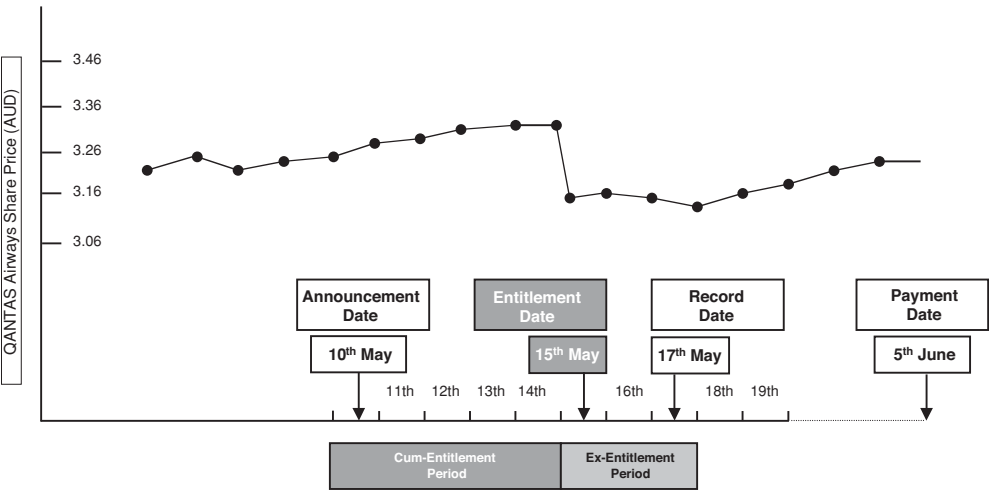 QANTAS Airways Share Price (AUD)
3.46
3.36
3.26
3.16
3.06
Announcement
Date
10th May
Entitlement
Date
15th May
Record
Date
17th May
Payment
Date
5th June
11th
12th
13th
14th
16th
18th
19th
Cum-Entitlement
Period
Ex-Entitlement
Period